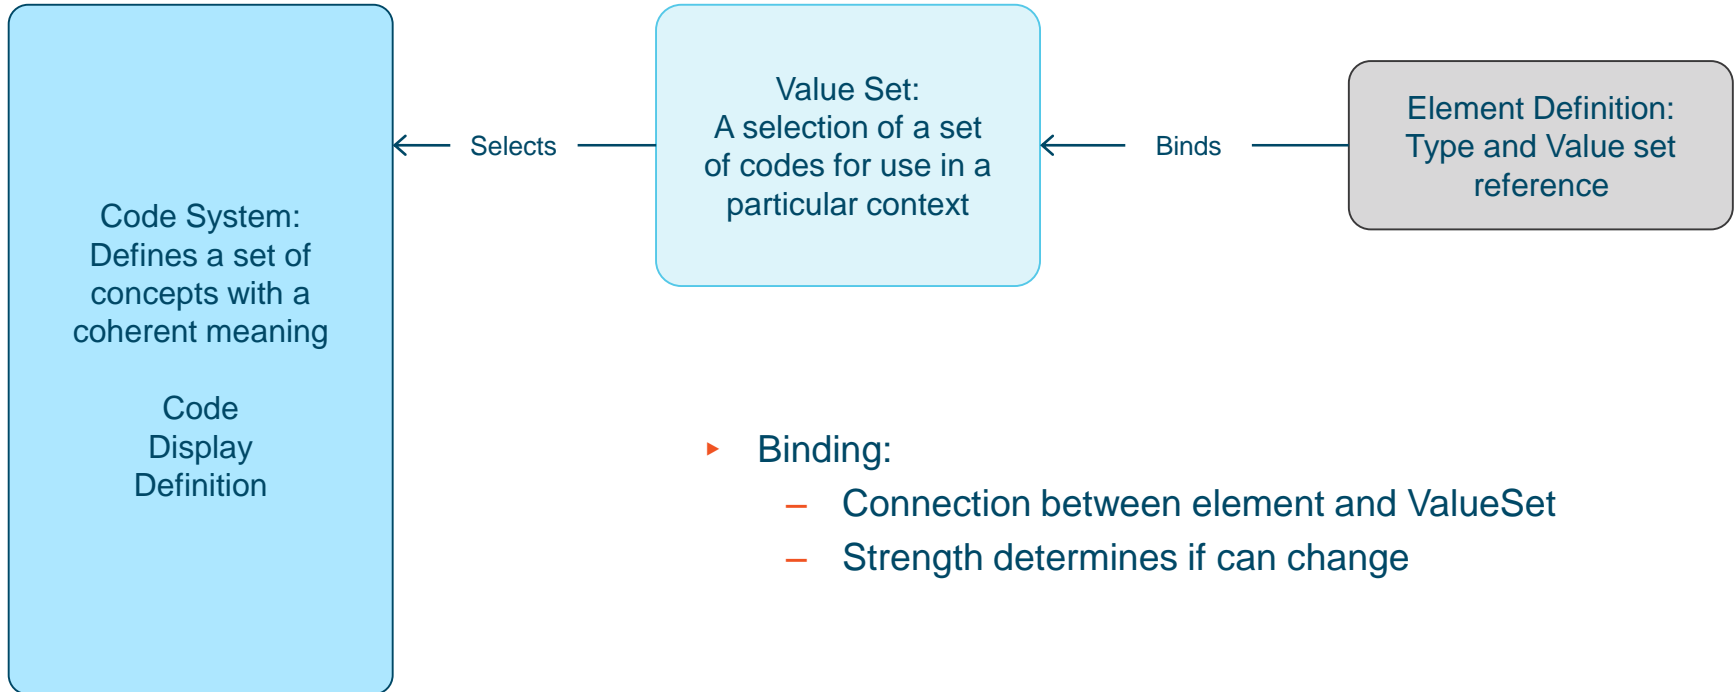 Code System:
Defines a set of
concepts with a
coherent meaning
Code
Display
Definition
Selects
Value Set:
A selection of a set
of codes for use in a
particular context
Binds
Element Definition:
Type and Value set
reference
▸ Binding:
– Connection between element and ValueSet
– Strength determines if can change